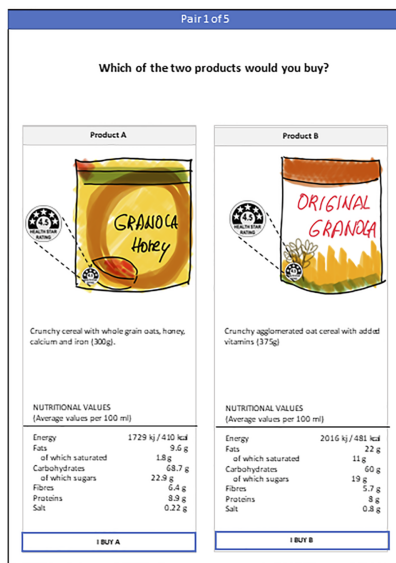 Pair 1 of 5
Which of the two products would you buy?
Product A
GRANOLA
Honey
4.5
HEALTH STAR
RATING
Crunchy cereal with whole grain oats, honey,
calcium and iron (300g).
NUTRITIONAL VALUES
(Average values per 100 ml)
Energy 1729 kj / 410 kcal
Fats 9.6 g
of which saturated 1.8 g
Carbohydrates 68.7 g
of which sugars 22.9 g
Fibres 6.4 g
Proteins 8.9 g
Salt 0.22 g
I BUY A
Product B
ORIGINAL
GRANOLA
4.5
HEALTH STAR
RATING
Crunchy agglomerated oat cereal with added
vitamins (375g)
NUTRITIONAL VALUES
(Average values per 100 ml)
Energy 2016 kj / 481 kcal
Fats 22 g
of which saturated 11 g
Carbohydrates 60 g
of which sugars 19 g
Fibres 5.7 g
Proteins 8 g
Salt 0.8 g
I BUY B